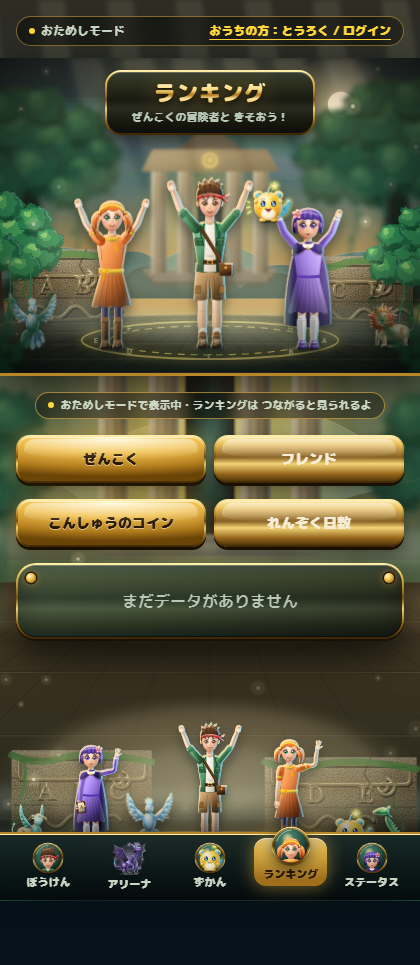 おためしモード
おうちの方：とうろく / ログイン
ランキング
ぜんこくの冒険者と きそおう！
おためしモードで表示中・ランキングは つながると見られるよ
ぜんこく
フレンド
こんしゅうのコイン
れんぞく日数
まだデータがありません
ぼうけん
アリーナ
ずかん
ランキング
ステータス